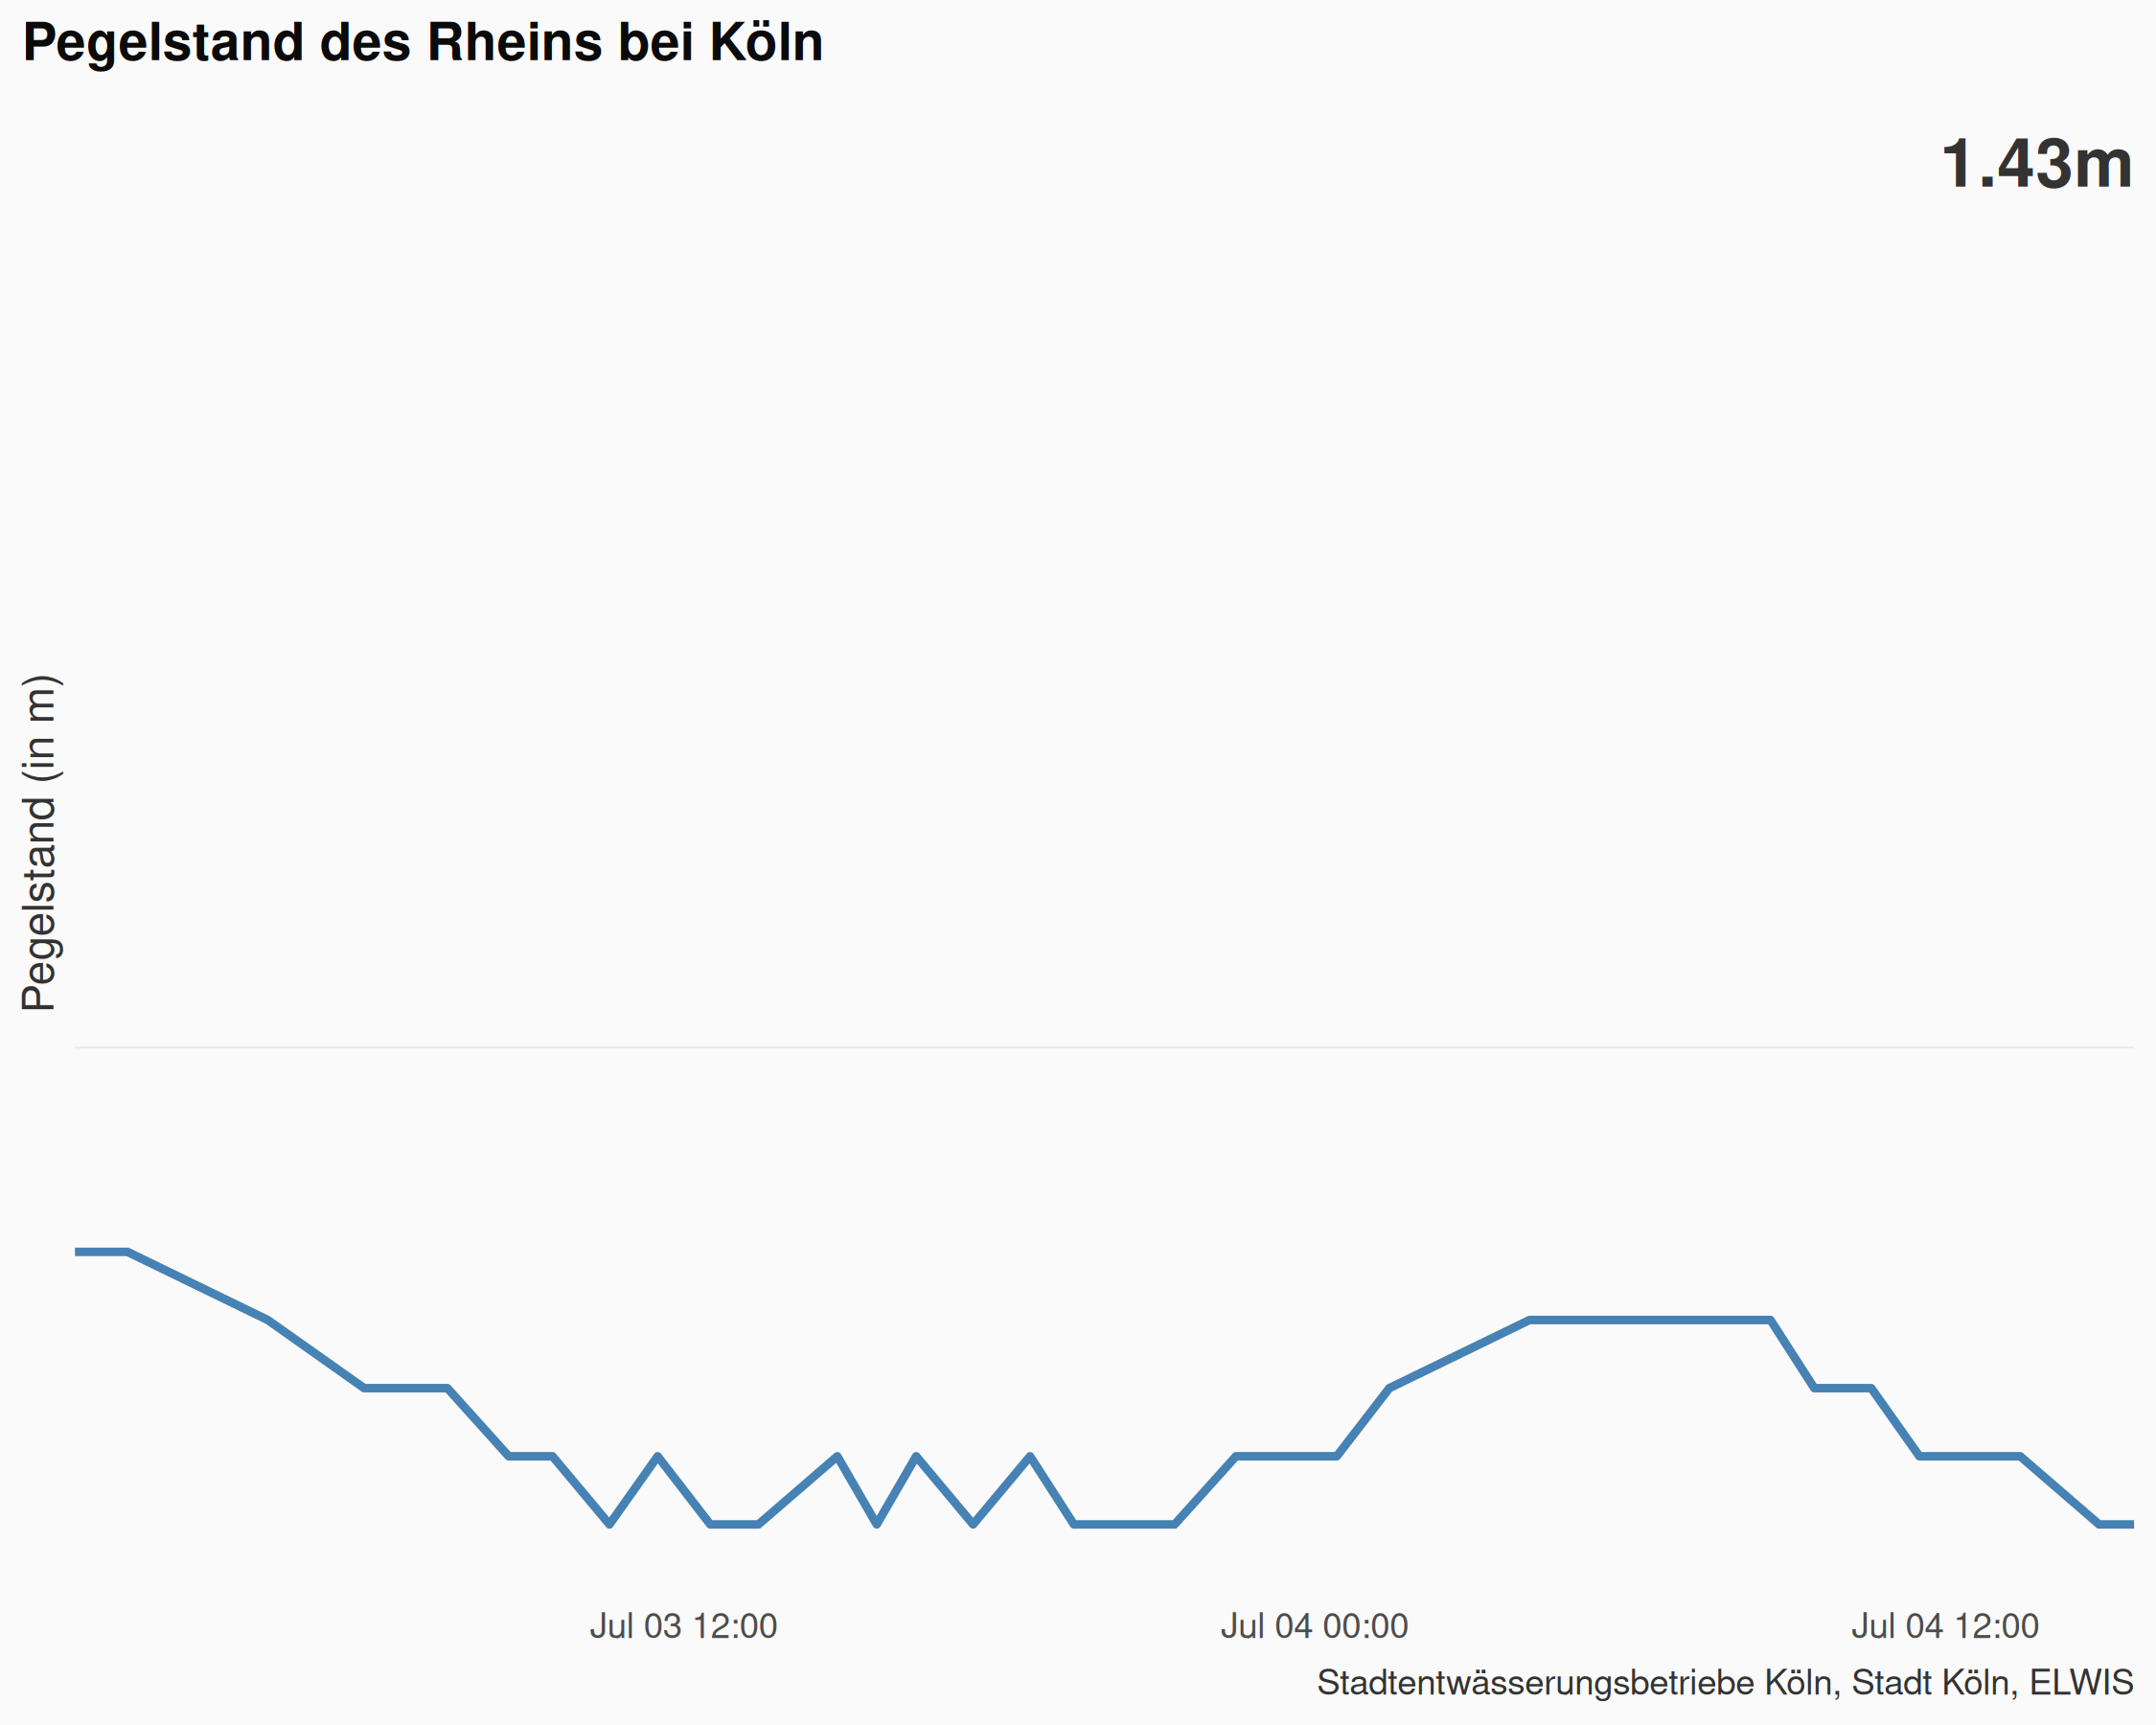 Pegelstand des Rheins bei Köln
1.43m
Pegelstand (in m)
Jul 03 12:00
Jul 04 00:00
Jul 04 12:00
Stadtentwässerungsbetriebe Köln, Stadt Köln, ELWIS